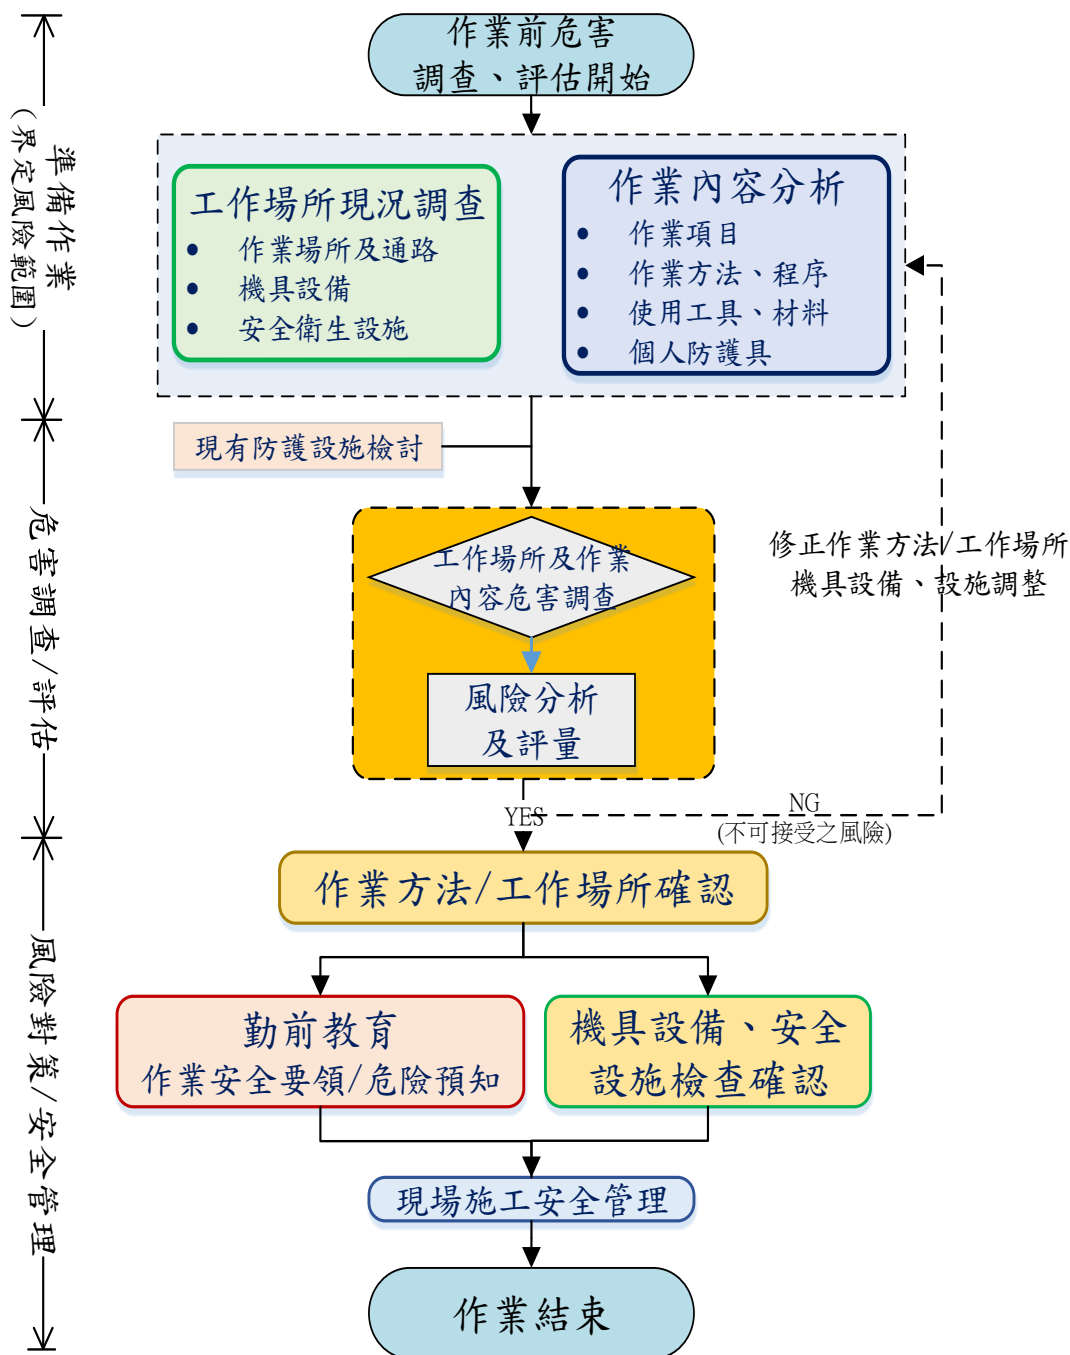 作業前危害
調查、評估開始
準備作業
(界定風險範圍)
工作場所現況調查
• 作業場所及通路
• 機具設備
• 安全衛生設施
作業內容分析
• 作業項目
• 作業方法、程序
• 使用工具、材料
• 個人防護具
現有防護設施檢討
危害調查/評估
工作場所及作業
內容危害調查
風險分析
及評量
修正作業方法/工作場所
機具設備、設施調整
YES
NG
(不可接受之風險)
作業方法/工作場所確認
風險對策/安全管理
勤前教育
作業安全要領/危險預知
機具設備、安全
設施檢查確認
現場施工安全管理
作業結束